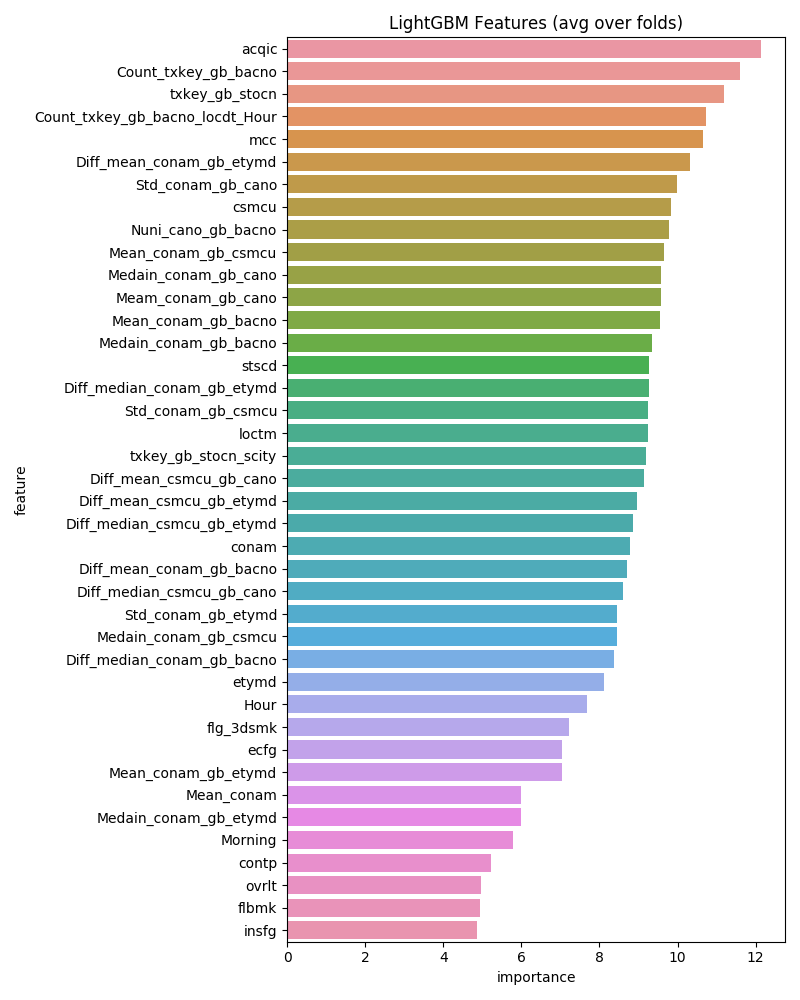 LightGBM Features (avg over folds)
acqic
Count_txkey_gb_bacno
txkey_gb_stocn
Count_txkey_gb_bacno_locdt_Hour
mcc
Diff_mean_conam_gb_etymd
Std_conam_gb_cano
csmcu
Nuni_cano_gb_bacno
Mean_conam_gb_csmcu
Medain_conam_gb_cano
Meam_conam_gb_cano
Mean_conam_gb_bacno
Medain_conam_gb_bacno
stscd
Diff_median_conam_gb_etymd
Std_conam_gb_csmcu
loctm
txkey_gb_stocn_scity
Diff_mean_csmcu_gb_cano
Diff_mean_csmcu_gb_etymd
Diff_median_csmcu_gb_etymd
conam
Diff_mean_conam_gb_bacno
Diff_median_csmcu_gb_cano
Std_conam_gb_etymd
Medain_conam_gb_csmcu
Diff_median_conam_gb_bacno
etymd
Hour
flg_3dsmk
ecfg
Mean_conam_gb_etymd
Mean_conam
Medain_conam_gb_etymd
Morning
contp
ovrlt
flbmk
insfg
feature
0 2 4 6 8 10 12
importance